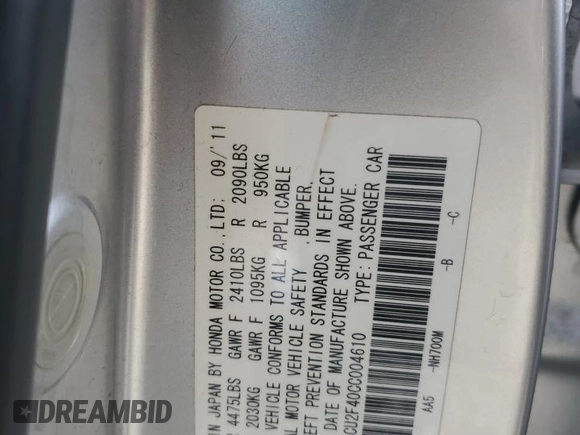 IN JAPAN BY HONDA MOTOR CO.,LTD: 09/'11
4475LBS GAWR F 2410LBS R 2090LBS
2030KG GAWR F 1095KG R 950KG
VEHICLE CONFORMS TO ALL APPLICABLE
MOTOR VEHICLE SAFETY . BUMPER.
PREVENTION STANDARDS IN EFFECT
DATE OF MANUFACTURE SHOWN ABOVE.
CU2F40CC004610 TYPE: PASSENGER CAR
AA5 -NH700M -B -C
DREAMBID